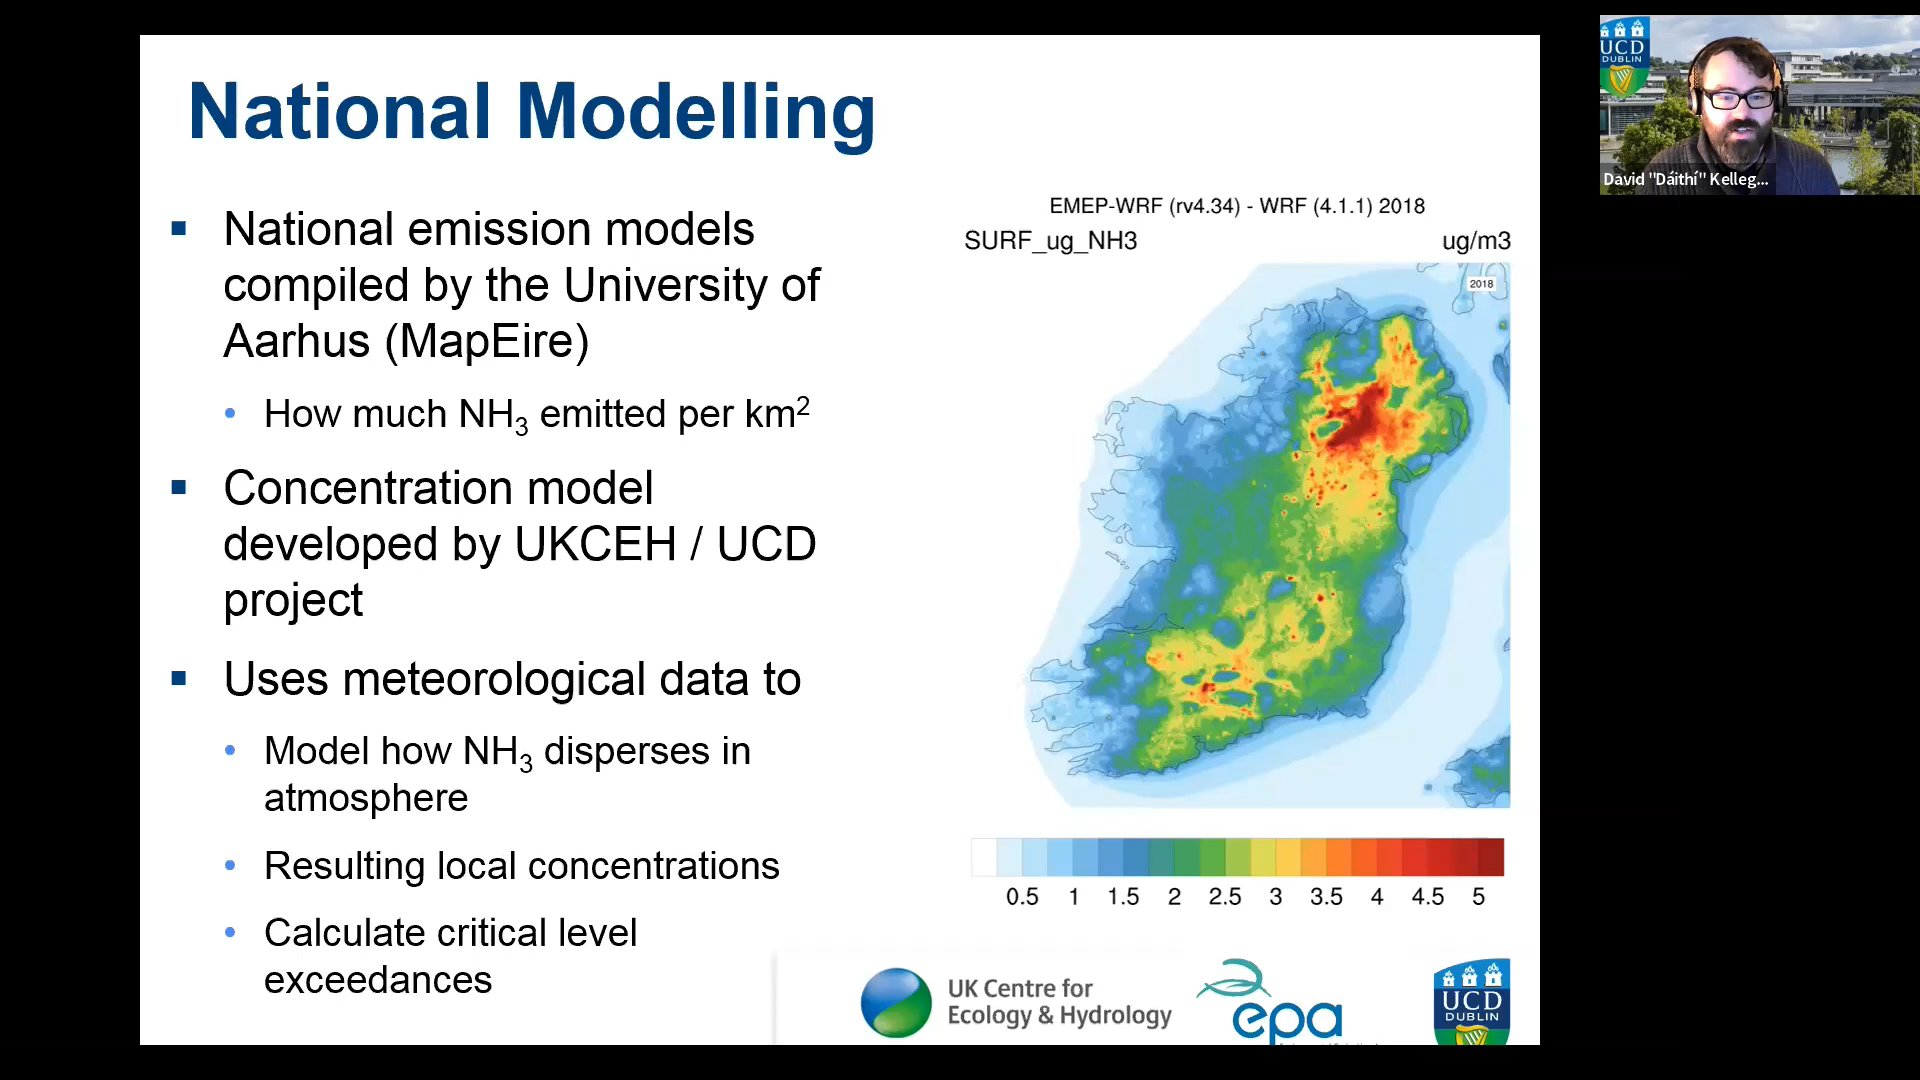 National Modelling
National emission models
compiled by the University of
Aarhus (MapEire)
How much NH₃ emitted per km²
Concentration model
developed by UKCEH / UCD
project
Uses meteorological data to
Model how NH₃ disperses in
atmosphere
Resulting local concentrations
Calculate critical level
exceedances
EMEP-WRF (rv4.34) - WRF (4.1.1) 2018
SURF_ug_NH3 ug/m3
2018
0.5 1 1.5 2 2.5 3 3.5 4 4.5 5
UK Centre for
Ecology & Hydrology
epa
UCD
DUBLIN
UCD
DUBLIN
David "Dáithí" Kelleg...